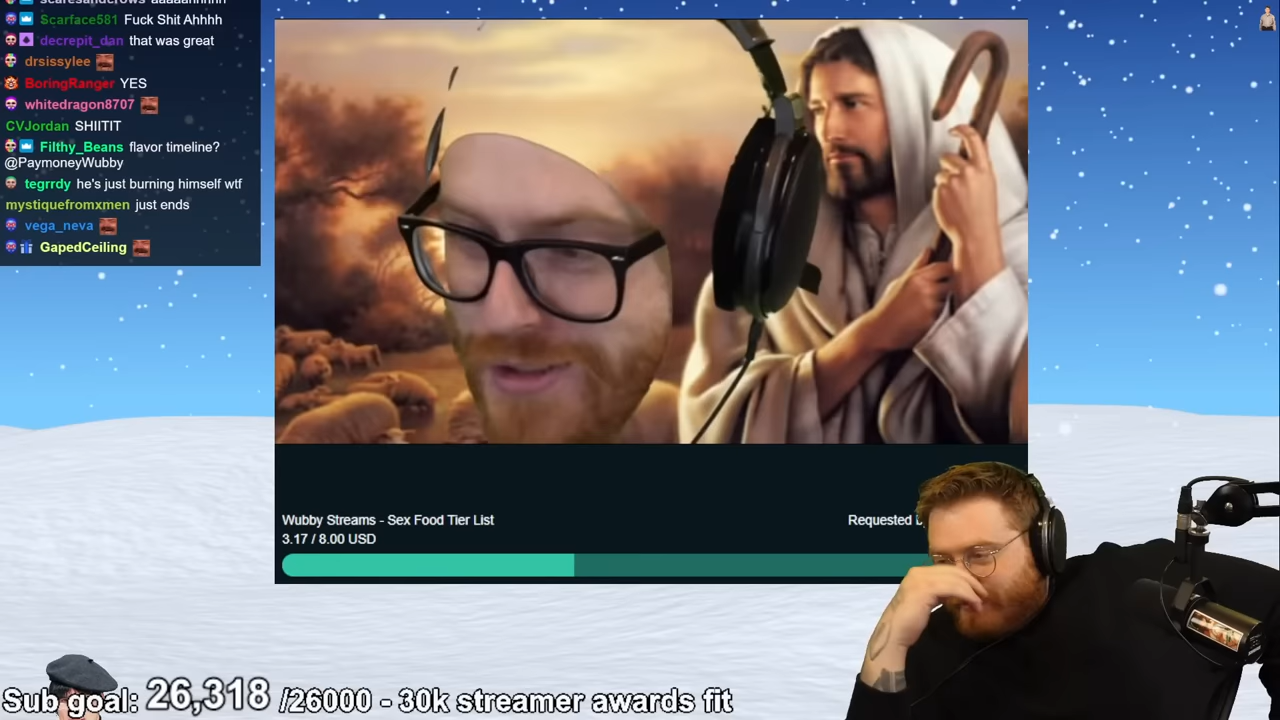 Scarface581 Fuck Shit Ahhhh
decrepit_dan that was great
drsissylee
BoringRanger YES
whitedragon8707
CVJordan SHIITIT
Filthy_Beans flavor timeline?
@PaymoneyWubby
tegrrdy he's just burning himself wtf
mystiquefromxmen just ends
vega_neva
GapedCeiling
Wubby Streams - Sex Food Tier List
Requested
3.17 / 8.00 USD
Sub goal: 26,318 /26000 - 30k streamer awards fit